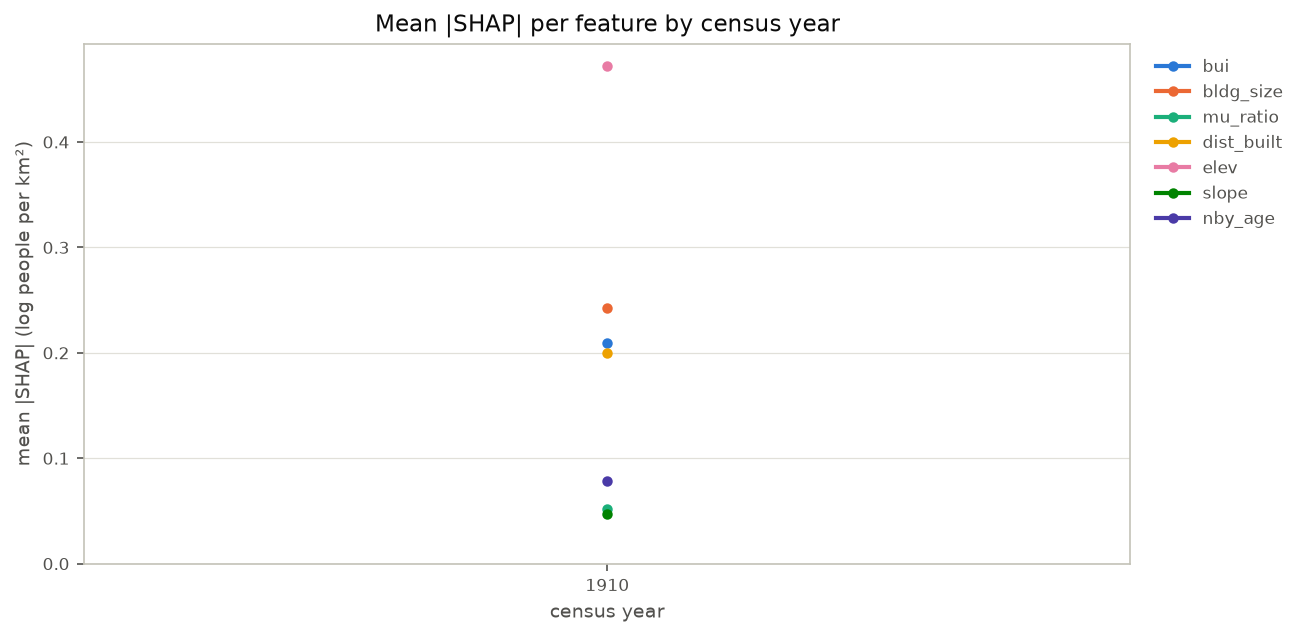 Mean |SHAP| per feature by census year
mean |SHAP| (log people per km²)
0.4
0.3
0.2
0.1
0.0
1910
census year
bui
bldg_size
mu_ratio
dist_built
elev
slope
nby_age